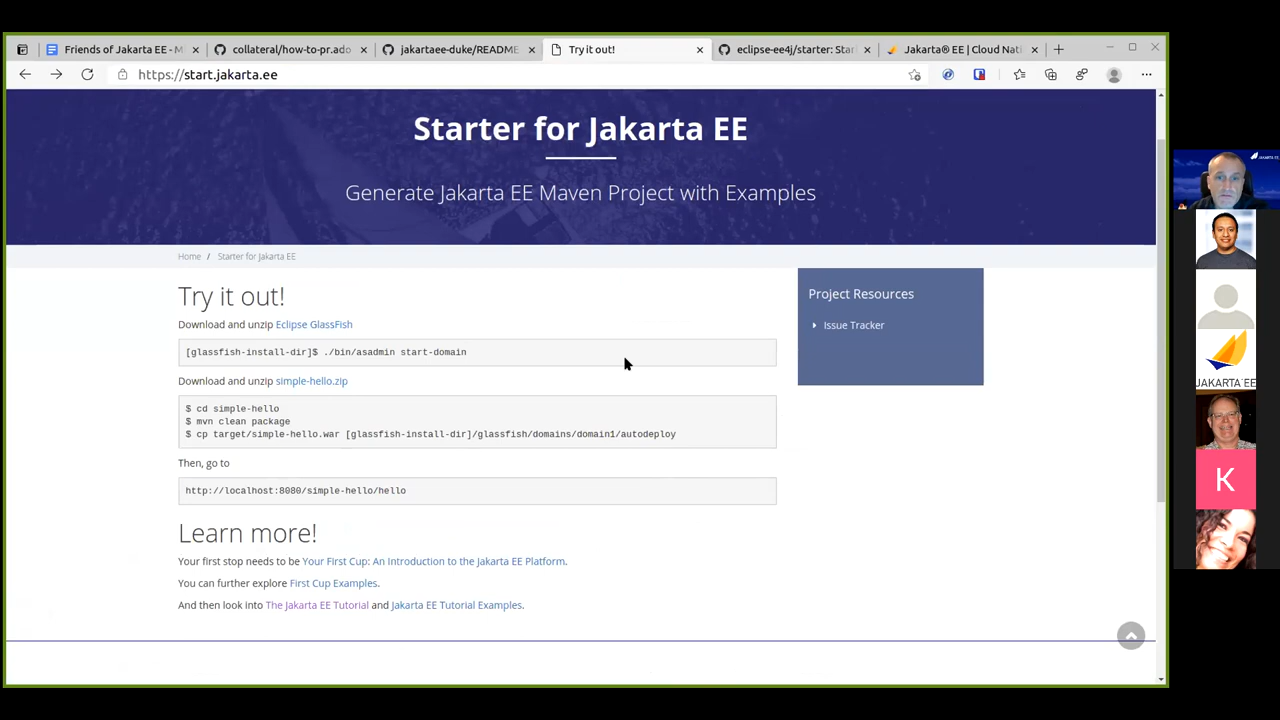 Friends of Jakarta EE - M
collateral/how-to-pr.ado
jakartaee-duke/README
Try it out!
eclipse-ee4j/starter: Star
Jakarta® EE | Cloud Nati
https://start.jakarta.ee
Starter for Jakarta EE
Generate Jakarta EE Maven Project with Examples
Home / Starter for Jakarta EE
Try it out!
Download and unzip Eclipse GlassFish
[glassfish-install-dir]$ ./bin/asadmin start-domain
Download and unzip simple-hello.zip
$ cd simple-hello
$ mvn clean package
$ cp target/simple-hello.war [glassfish-install-dir]/glassfish/domains/domain1/autodeploy
Then, go to
http://localhost:8080/simple-hello/hello
Learn more!
Your first stop needs to be Your First Cup: An Introduction to the Jakarta EE Platform.
You can further explore First Cup Examples.
And then look into The Jakarta EE Tutorial and Jakarta EE Tutorial Examples.
Project Resources
Issue Tracker
JAKARTA EE
JAKARTA EE
K